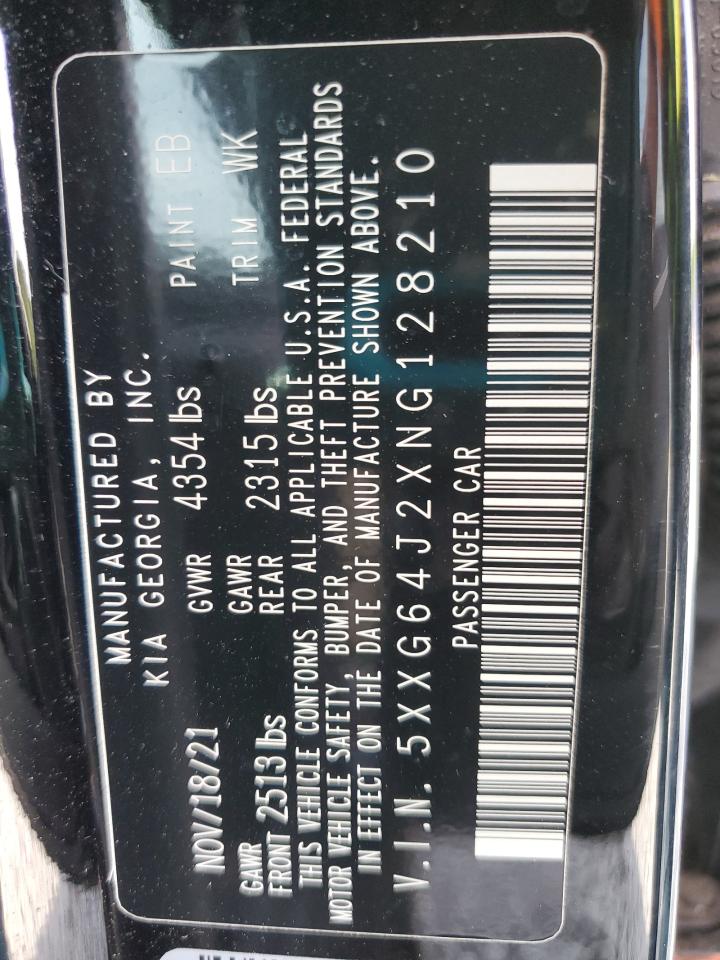 MANUFACTURED BY
KIA GEORGIA, INC.
NOV/18/21 GVWR 4354 lbs PAINT EB
GAWR GAWR
FRONT 2513 lbs REAR 2315 lbs TRIM WK
THIS VEHICLE CONFORMS TO ALL APPLICABLE U.S.A. FEDERAL
MOTOR VEHICLE SAFETY, BUMPER, AND THEFT PREVENTION STANDARDS
IN EFFECT ON THE DATE OF MANUFACTURE SHOWN ABOVE.
V.I.N. 5XXG64J2XNG128210
PASSENGER CAR